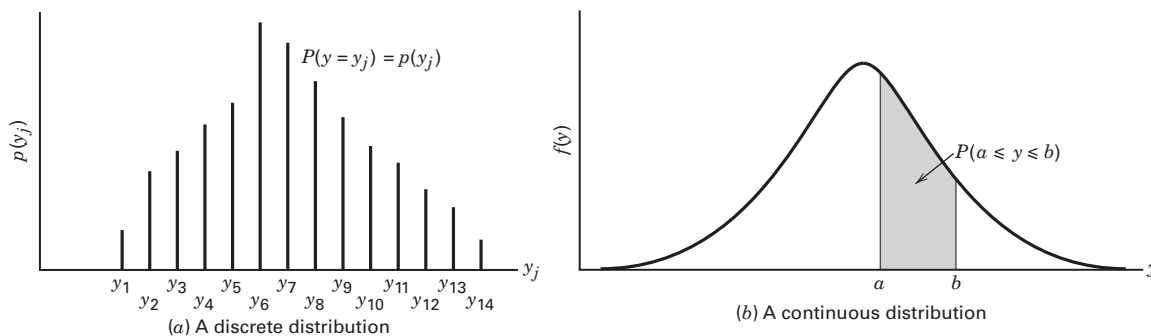 p(y_j)
P(y = y_j) = p(y_j)
y_j
y_1 y_3 y_5 y_7 y_9 y_11 y_13
y_2 y_4 y_6 y_8 y_10 y_12 y_14
(a) A discrete distribution
f(y)
P(a ⩽ y ⩽ b)
a b y
(b) A continuous distribution